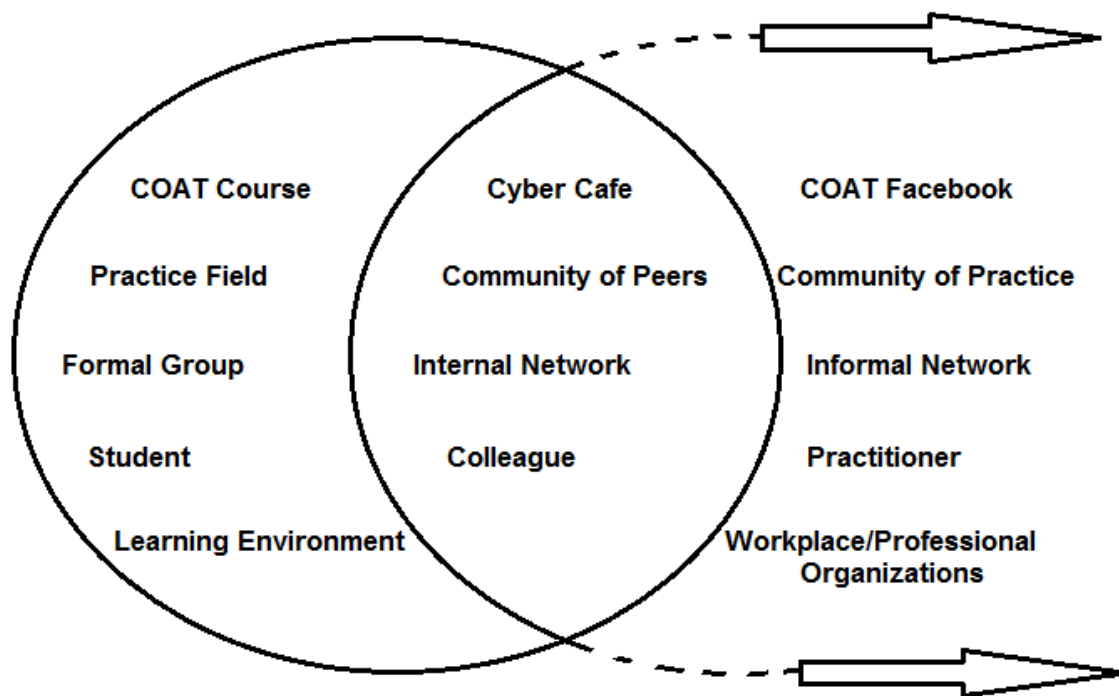 COAT Course Cyber Cafe COAT Facebook
Practice Field Community of Peers Community of Practice
Formal Group Internal Network Informal Network
Student Colleague Practitioner
Learning Environment Workplace/Professional
Organizations